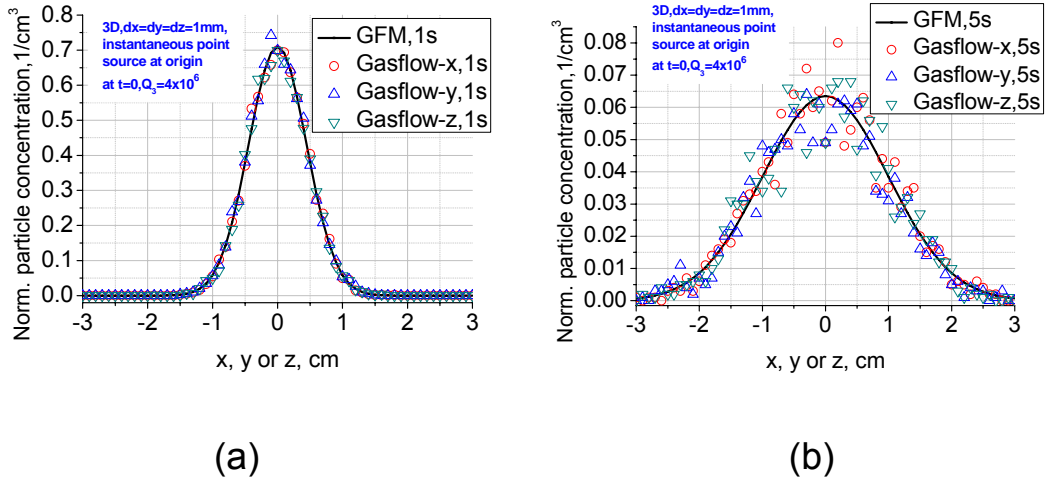 3D,dx=dy=dz=1mm,
instantaneous point
source at origin
at t=0,Q₃=4x10⁶
GFM,1s
Gasflow-x,1s
Gasflow-y,1s
Gasflow-z,1s
Norm. particle concentration,1/cm³
0.8
0.7
0.6
0.5
0.4
0.3
0.2
0.1
0.0
-3 -2 -1 0 1 2 3
x, y or z, cm
(a)
3D,dx=dy=dz=1mm,
instantaneous point
source at origin
at t=0,Q₃=4x10⁶
GFM,5s
Gasflow-x,5s
Gasflow-y,5s
Gasflow-z,5s
Norm. particle concentration, 1/cm³
0.08
0.07
0.06
0.05
0.04
0.03
0.02
0.01
0.00
-3 -2 -1 0 1 2 3
x, y or z, cm
(b)